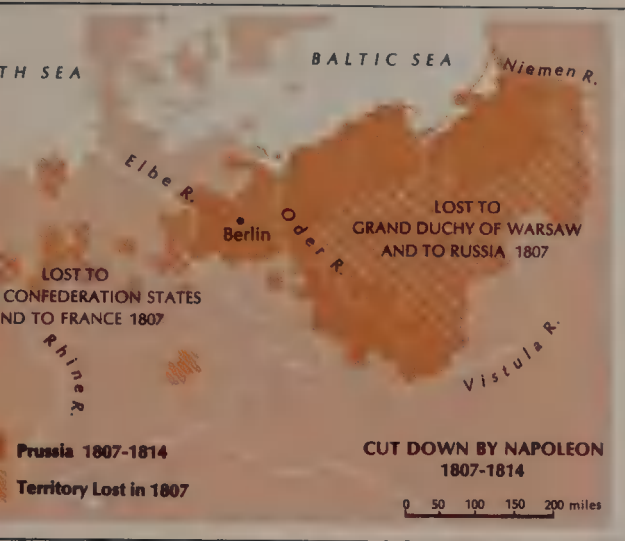 TH SEA
BALTIC SEA
Niemen R.
Elbe R.
Berlin
Oder R.
LOST TO
GRAND DUCHY OF WARSAW
AND TO RUSSIA 1807
LOST TO
CONFEDERATION STATES
ND TO FRANCE 1807
Rhine R.
Vistula R.
Prussia 1807-1814
Territory Lost in 1807
CUT DOWN BY NAPOLEON
1807-1814
0 50 100 150 200 miles